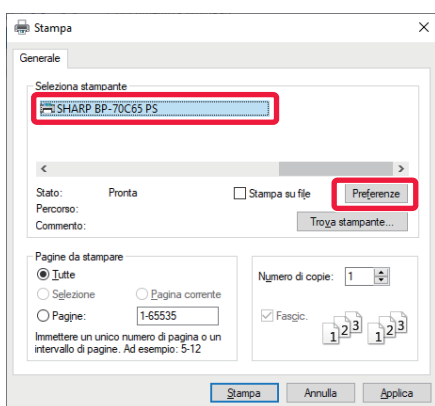 Stampa
Generale
Seleziona stampante
SHARP BP-70C65 PS
Stato: Pronta
Stampa su file
Preferenze
Percorso:
Commento:
Trova stampante...
Pagine da stampare
Tutte
Selezione
Pagina corrente
Pagine:
1-65535
Immettere un unico numero di pagina o un
intervallo di pagine. Ad esempio: 5-12
Numero di copie: 1
Fascic.
1 2 3 1 2 3
Stampa
Annulla
Applica